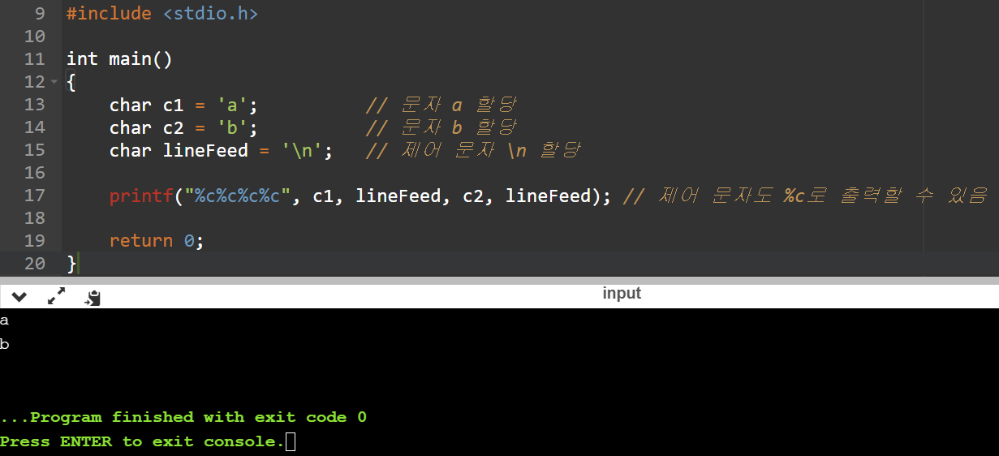 9 #include <stdio.h>
10
11 int main()
12 {
13     char c1 = 'a';          // 문자 a 할당
14     char c2 = 'b';          // 문자 b 할당
15     char lineFeed = '\n';   // 제어 문자 \n 할당
16
17     printf("%c%c%c%c", c1, lineFeed, c2, lineFeed); // 제어 문자도 %c로 출력할 수 있음
18
19     return 0;
20 }
input
a
b
...Program finished with exit code 0
Press ENTER to exit console.